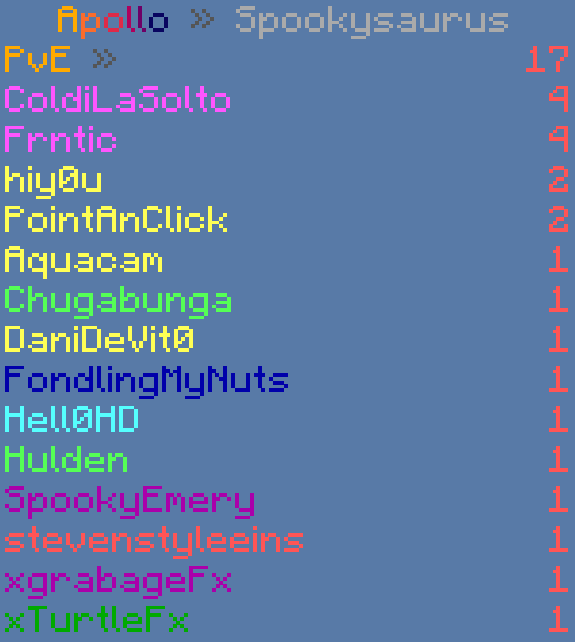 Apollo » Spookysaurus
PvE » 17
ColdiLaSolto 4
Frntic 4
hiy0u 2
PointAnClick 2
Aquacam 1
Chugabunga 1
DaniDeVit0 1
FondlingMyNuts 1
Hell0HD 1
Hulden 1
SpookyEmery 1
stevenstyleeins 1
xgrabageFx 1
xTurtleFx 1